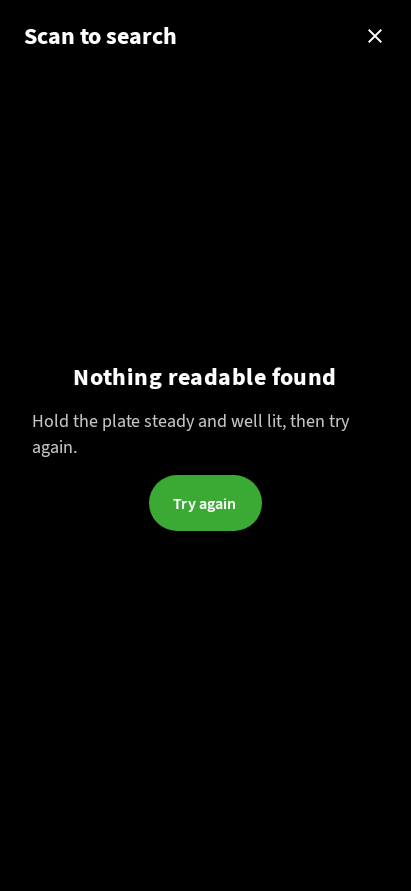 Scan to search
Nothing readable found
Hold the plate steady and well lit, then try
again.
Try again